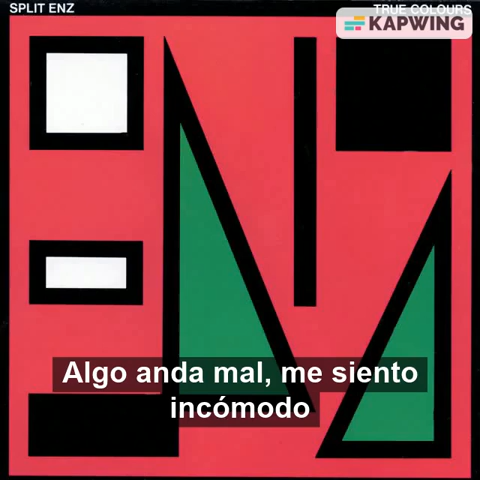 SPLIT ENZ
TRUE COLOURS
KAPWING
Algo anda mal, me siento
incómodo